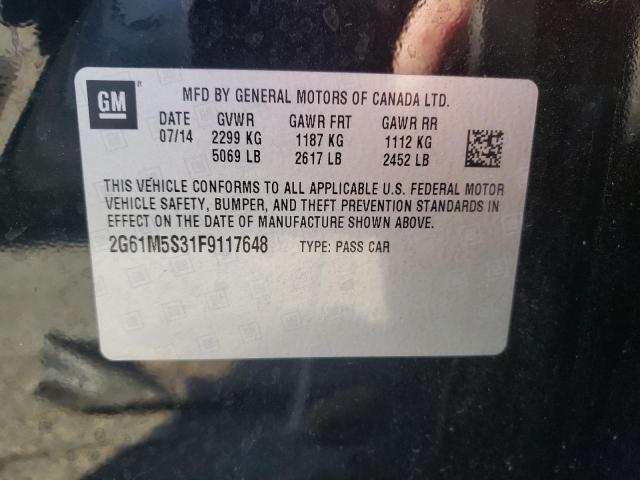 GM ®
MFD BY GENERAL MOTORS OF CANADA LTD.
DATE GVWR GAWR FRT GAWR RR
07/14 2299 KG 1187 KG 1112 KG
5069 LB 2617 LB 2452 LB
THIS VEHICLE CONFORMS TO ALL APPLICABLE U.S. FEDERAL MOTOR
VEHICLE SAFETY, BUMPER, AND THEFT PREVENTION STANDARDS IN
EFFECT ON THE DATE OF MANUFACTURE SHOWN ABOVE.
2G61M5S31F9117648 TYPE: PASS CAR